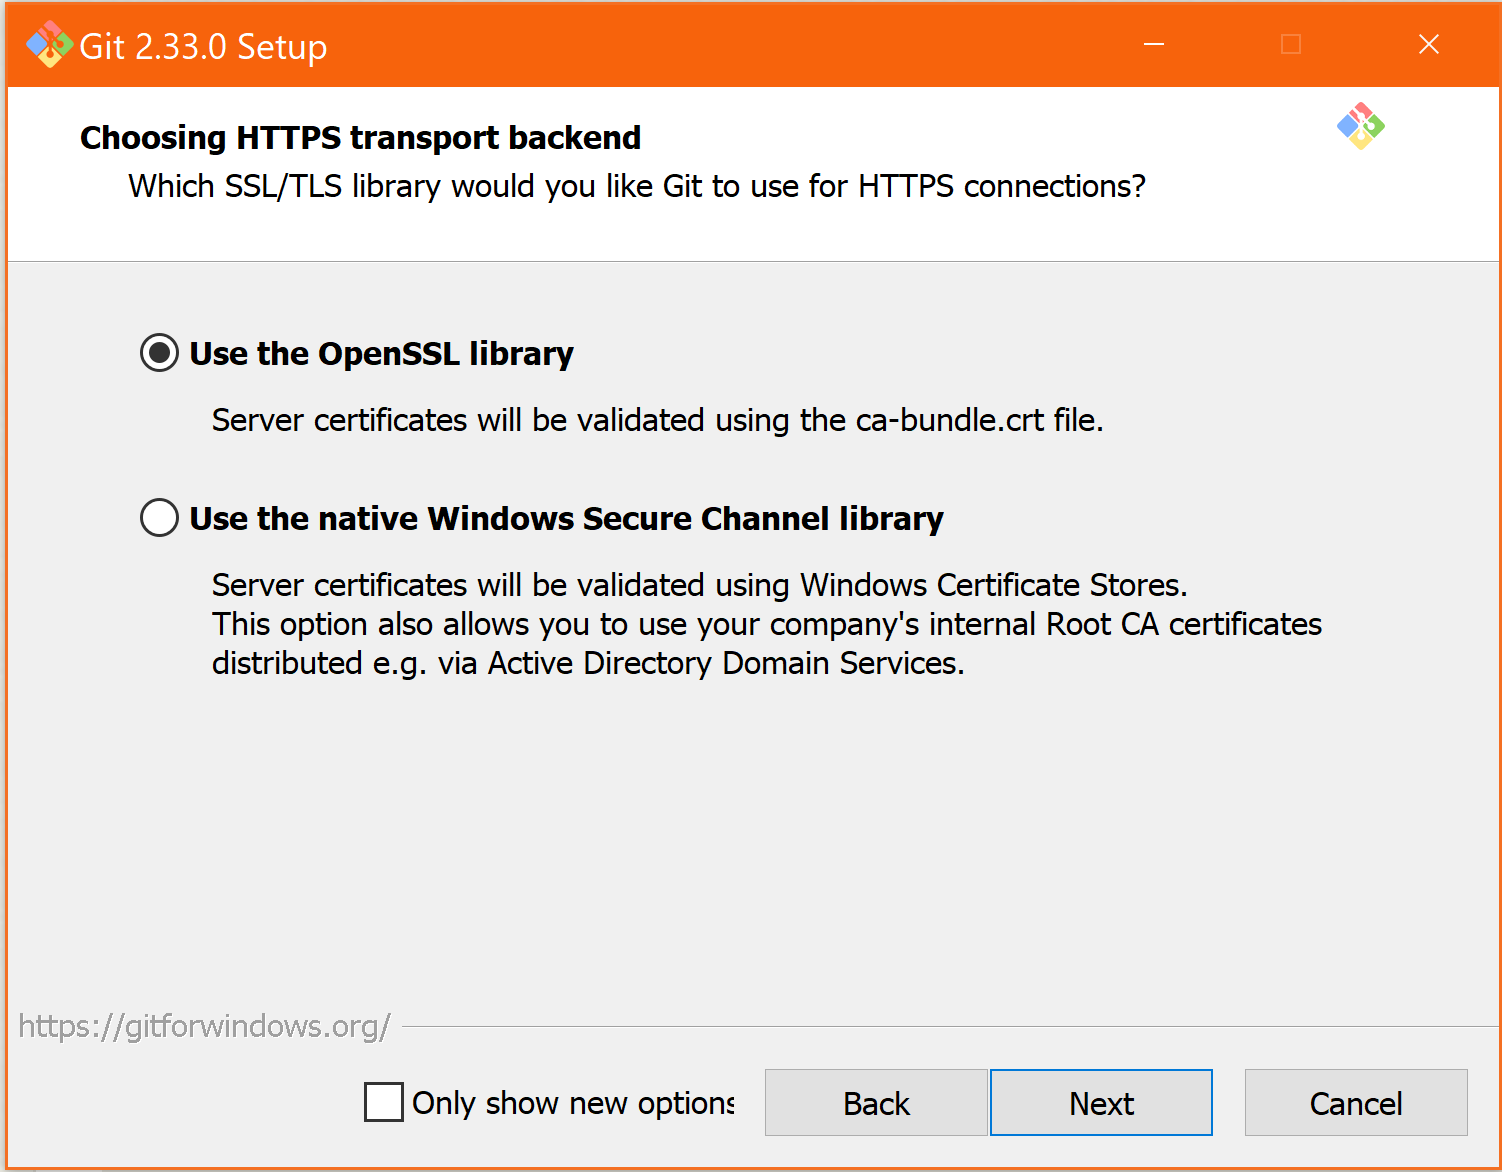 Git 2.33.0 Setup
Choosing HTTPS transport backend
Which SSL/TLS library would you like Git to use for HTTPS connections?
Use the OpenSSL library
Server certificates will be validated using the ca-bundle.crt file.
Use the native Windows Secure Channel library
Server certificates will be validated using Windows Certificate Stores.
This option also allows you to use your company's internal Root CA certificates
distributed e.g. via Active Directory Domain Services.
https://gitforwindows.org/
Only show new options
Back
Next
Cancel